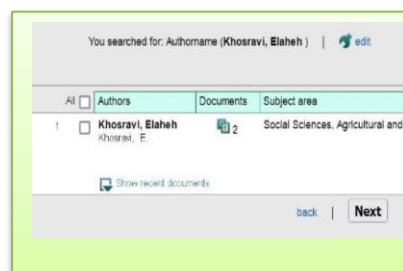 You searched for: Authorname (Khosravi, Elaheh ) | edit
All Authors Documents Subject area
1 Khosravi, Elaheh 2 Social Sciences, Agricultural and
Khosravi, E.
Show recent documents
back | Next